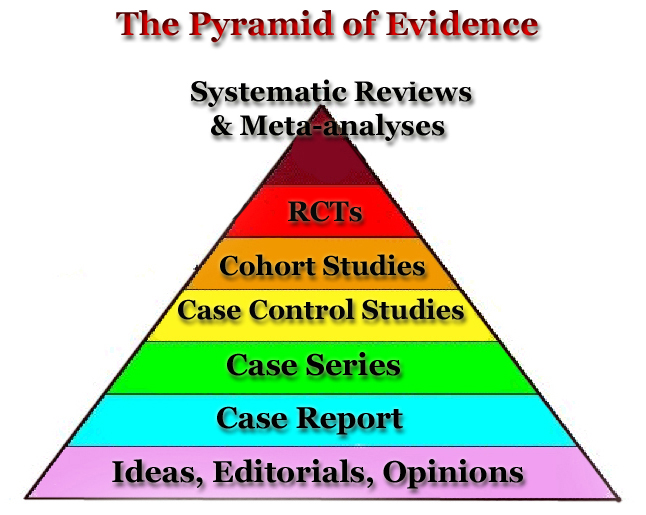 The Pyramid of Evidence
Systematic Reviews
& Meta-analyses
RCTs
Cohort Studies
Case Control Studies
Case Series
Case Report
Ideas, Editorials, Opinions